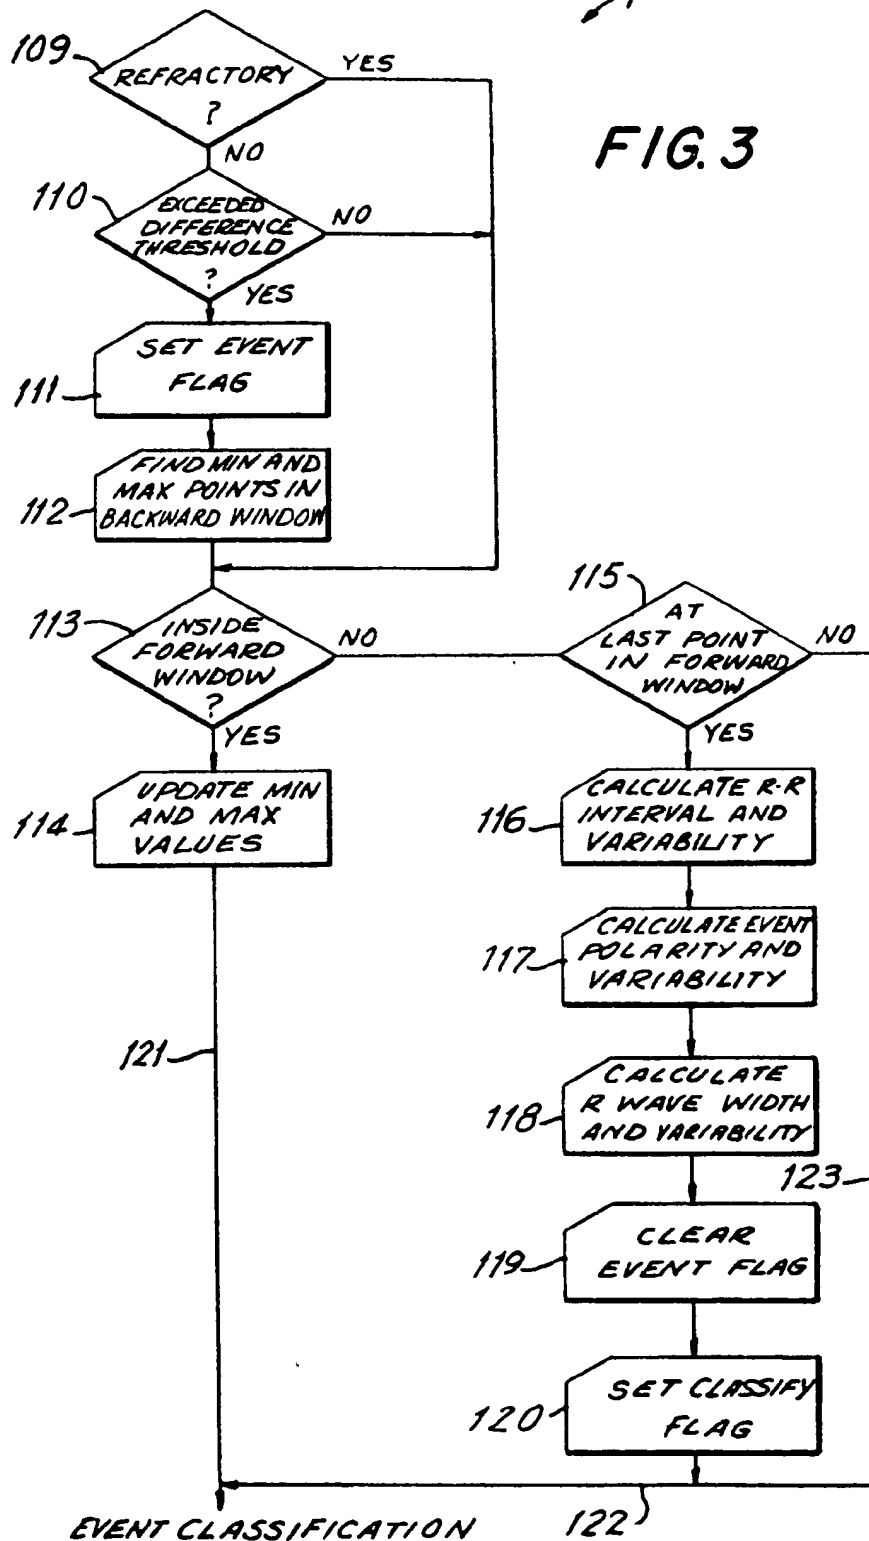 109
REFRACTORY
?
YES
NO
FIG. 3
110
EXCEEDED
DIFFERENCE
THRESHOLD
?
NO
YES
SET EVENT
FLAG
111
FIND MIN AND
MAX POINTS IN
BACKWARD WINDOW
112
113
INSIDE
FORWARD
WINDOW
?
NO
YES
115
AT
LAST POINT
IN FORWARD
WINDOW
NO
YES
UPDATE MIN
AND MAX
VALUES
114
CALCULATE R-R
INTERVAL AND
VARIABILITY
116
CALCULATE EVENT
POLARITY AND
VARIABILITY
117
121
CALCULATE
R WAVE WIDTH
AND VARIABILITY
118
123
CLEAR
EVENT FLAG
119
SET CLASSIFY
FLAG
120
122
EVENT CLASSIFICATION